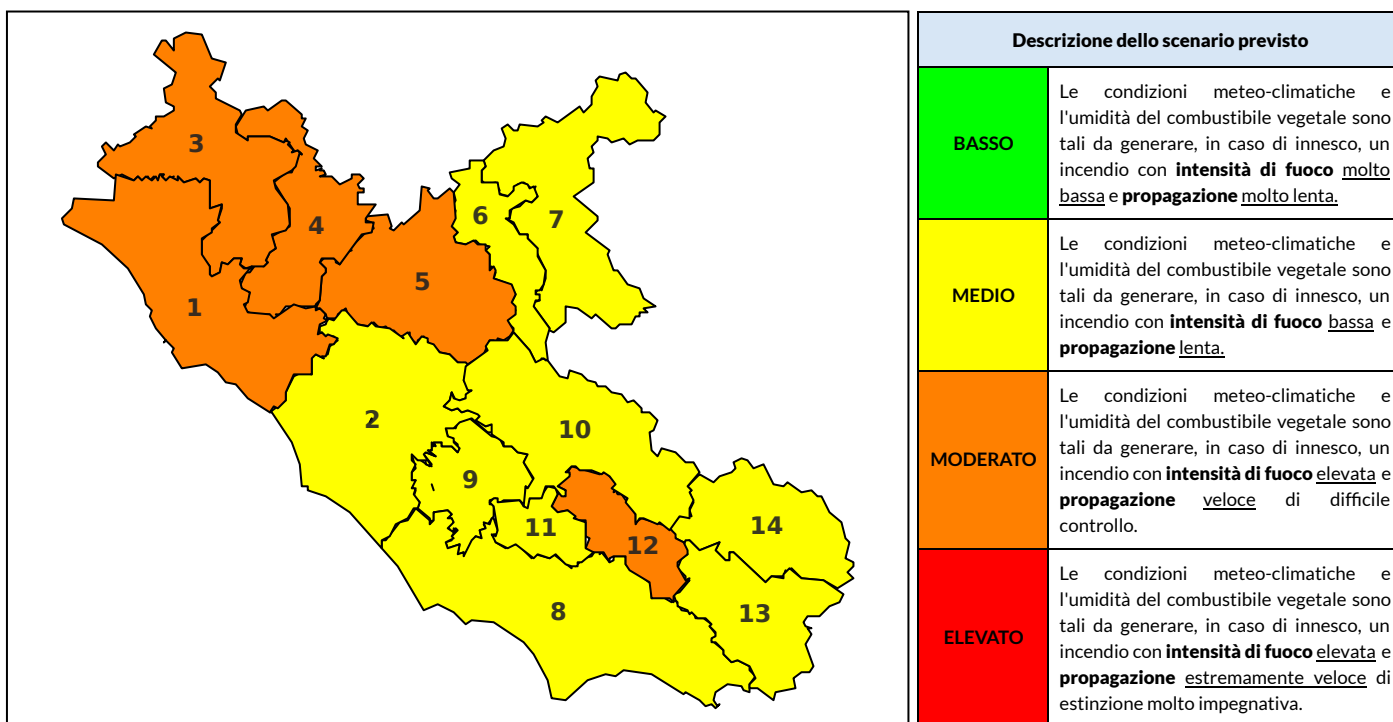 3
4
6
7
5
1
2
10
9
11
14
12
8
13
Descrizione dello scenario previsto
BASSO
Le condizioni meteo-climatiche e
l'umidità del combustibile vegetale sono
tali da generare, in caso di innesco, un
incendio con intensità di fuoco molto
bassa e propagazione molto lenta.
MEDIO
Le condizioni meteo-climatiche e
l'umidità del combustibile vegetale sono
tali da generare, in caso di innesco, un
incendio con intensità di fuoco bassa e
propagazione lenta.
MODERATO
Le condizioni meteo-climatiche e
l'umidità del combustibile vegetale sono
tali da generare, in caso di innesco, un
incendio con intensità di fuoco elevata e
propagazione veloce di difficile
controllo.
ELEVATO
Le condizioni meteo-climatiche e
l'umidità del combustibile vegetale sono
tali da generare, in caso di innesco, un
incendio con intensità di fuoco elevata e
propagazione estremamente veloce di
estinzione molto impegnativa.